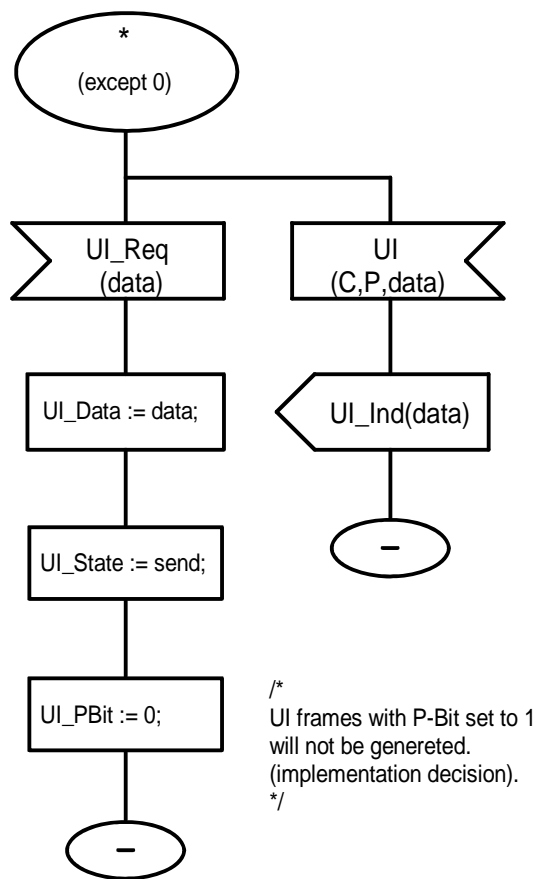 *
(except 0)
UI_Req
(data)
UI
(C,P,data)
UI_Data := data;
UI_Ind(data)
UI_State := send;
–
UI_PBit := 0;
/*
UI frames with P-Bit set to 1
will not be genereted.
(implementation decision).
*/
–